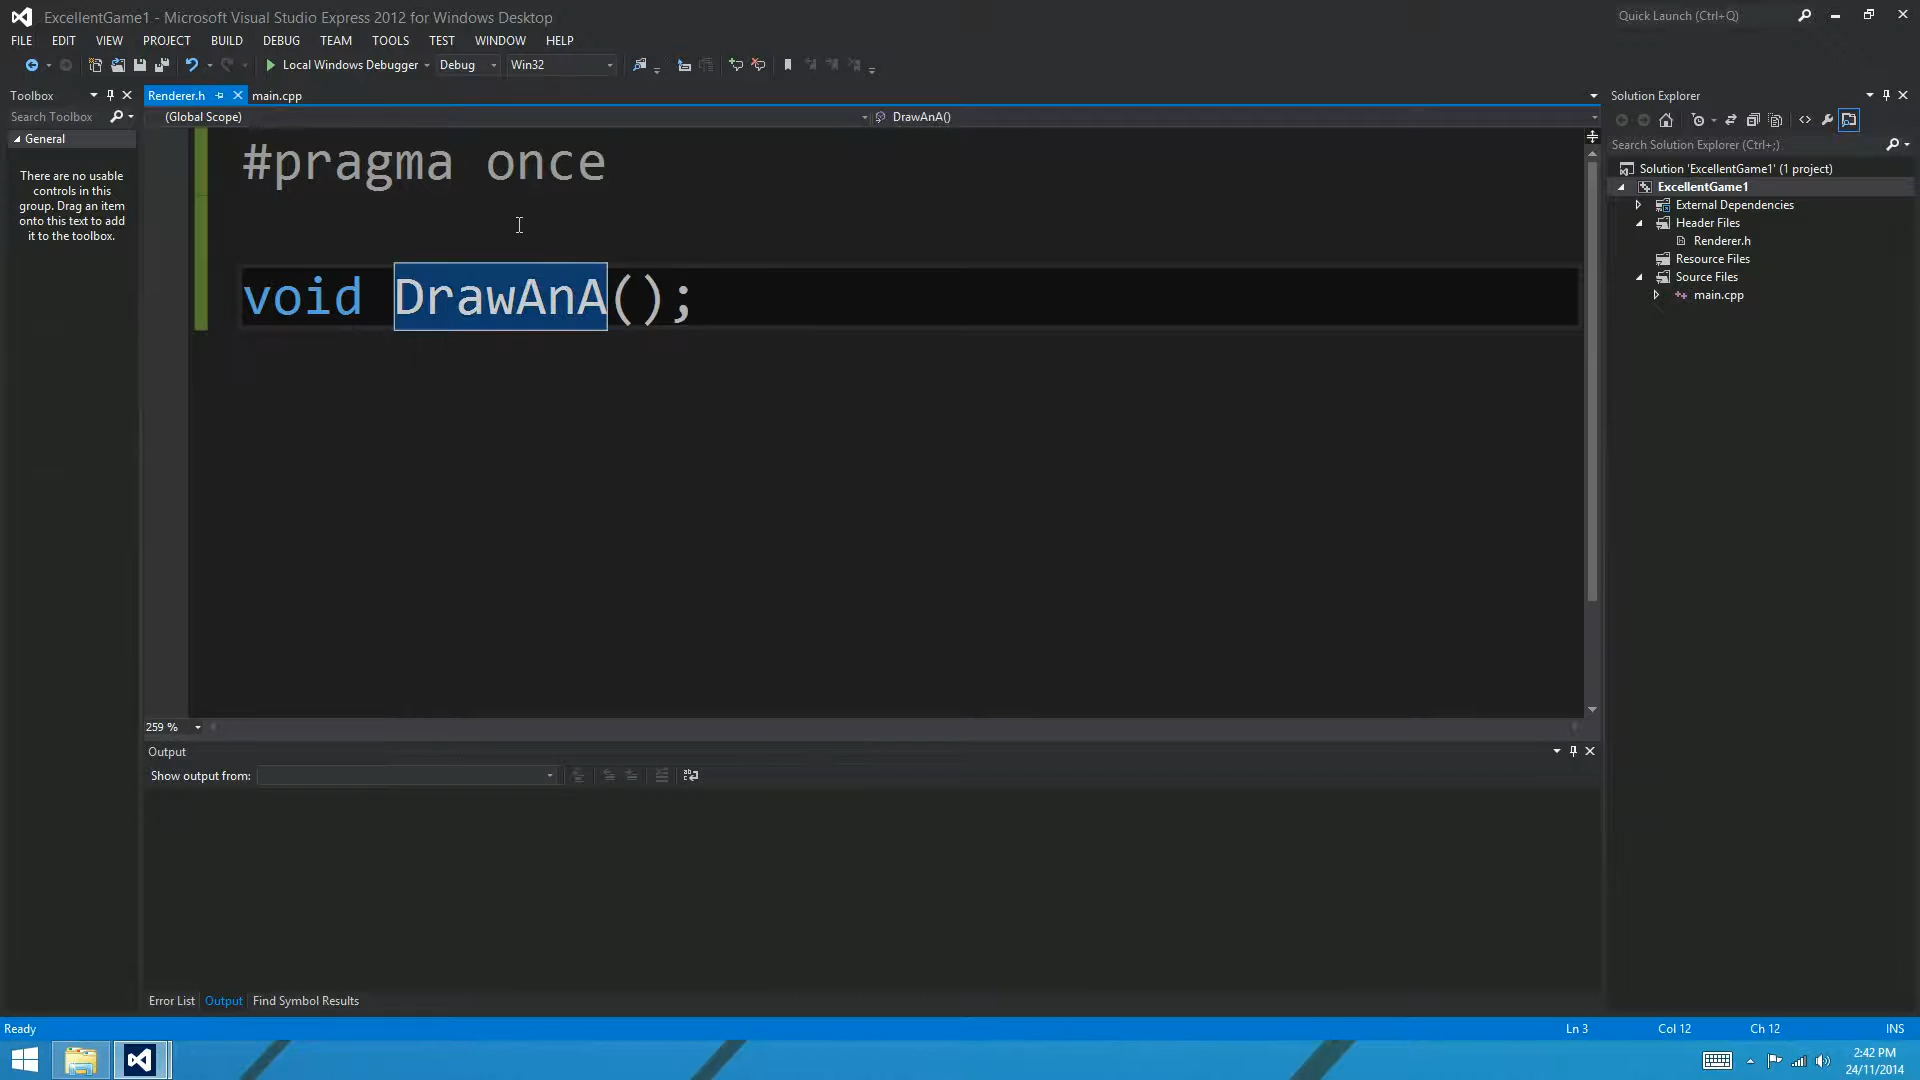 ExcellentGame1 - Microsoft Visual Studio Express 2012 for Windows Desktop
Quick Launch (Ctrl+Q)
FILE EDIT VIEW PROJECT BUILD DEBUG TEAM TOOLS TEST WINDOW HELP
Local Windows Debugger Debug Win32
Toolbox
Renderer.h main.cpp
Solution Explorer
Search Toolbox
(Global Scope) DrawAnA()
General
There are no usable
controls in this
group. Drag an item
onto this text to add
it to the toolbox.
#pragma once
void DrawAnA();
Search Solution Explorer (Ctrl+;)
Solution 'ExcellentGame1' (1 project)
ExcellentGame1
External Dependencies
Header Files
Renderer.h
Resource Files
Source Files
main.cpp
259 %
Output
Show output from:
Error List Output Find Symbol Results
Ready Ln 3 Col 12 Ch 12 INS
2:42 PM
24/11/2014